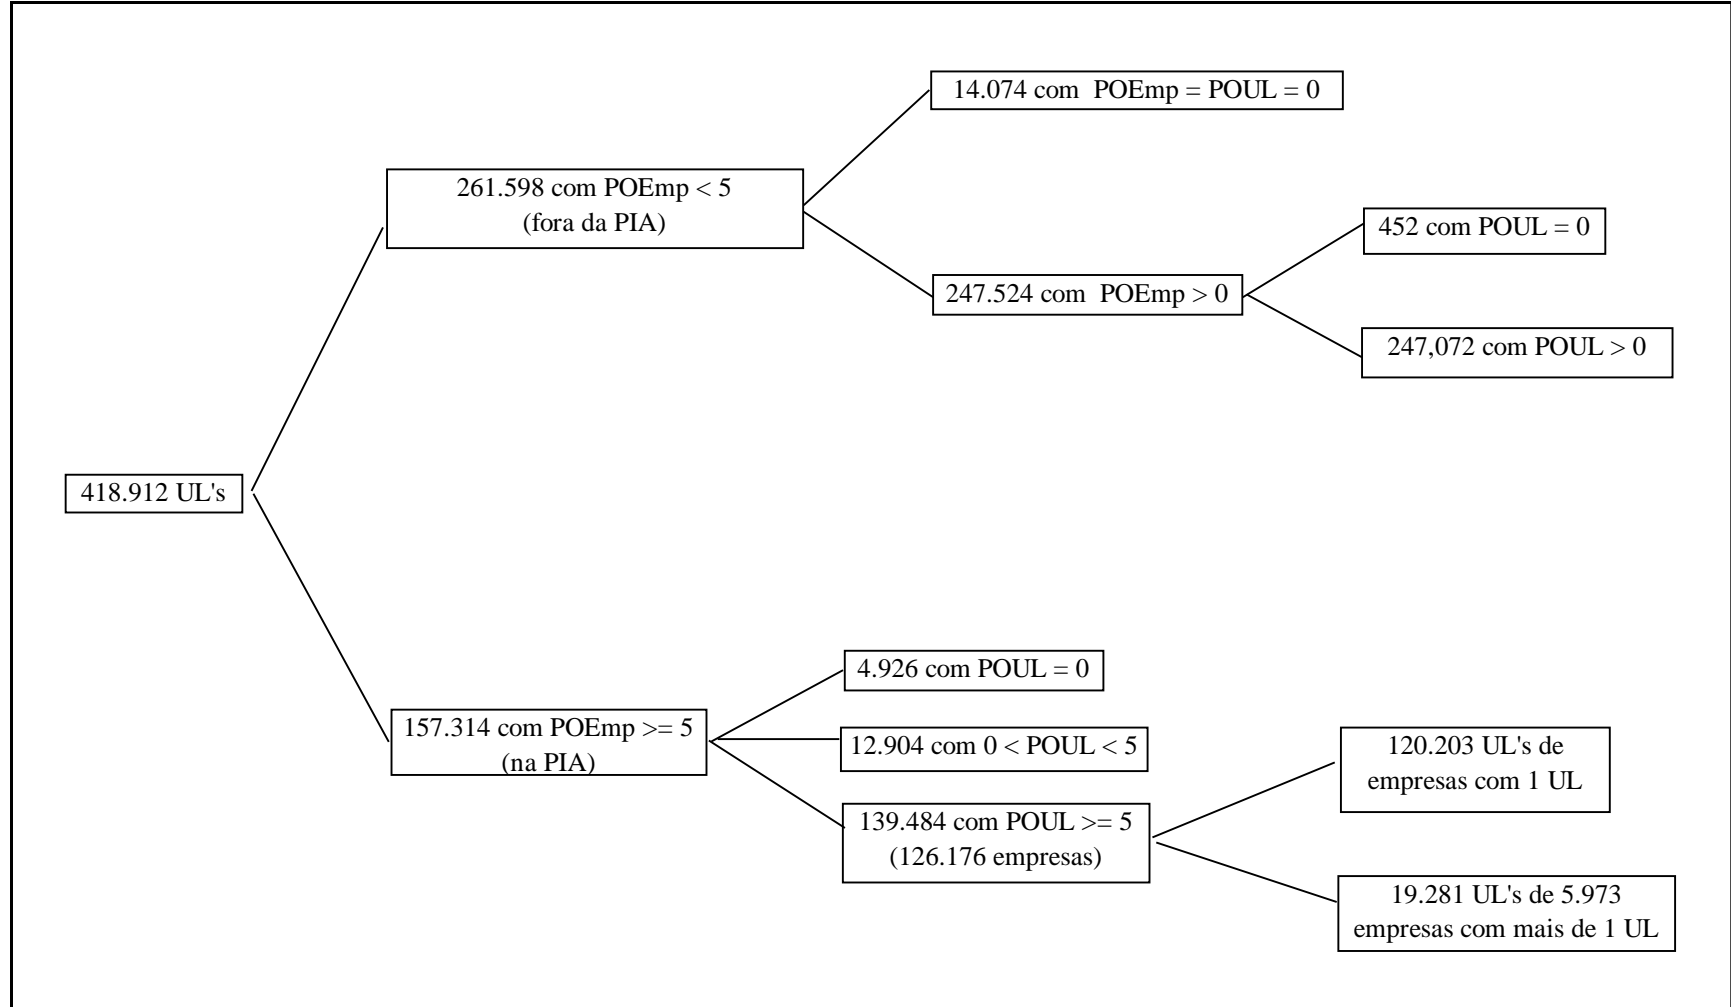 14.074 com POEmp = POUL = 0
261.598 com POEmp < 5
(fora da PIA)
452 com POUL = 0
247.524 com POEmp > 0
247,072 com POUL > 0
418.912 UL's
4.926 com POUL = 0
157.314 com POEmp >= 5
(na PIA)
12.904 com 0 < POUL < 5
120.203 UL's de
empresas com 1 UL
139.484 com POUL >= 5
(126.176 empresas)
19.281 UL's de 5.973
empresas com mais de 1 UL